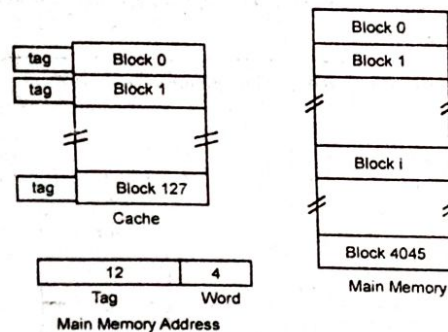 tag Block 0
tag Block 1
tag Block 127
Cache
12 4
Tag Word
Main Memory Address
Block 0
Block 1
Block i
Block 4045
Main Memory